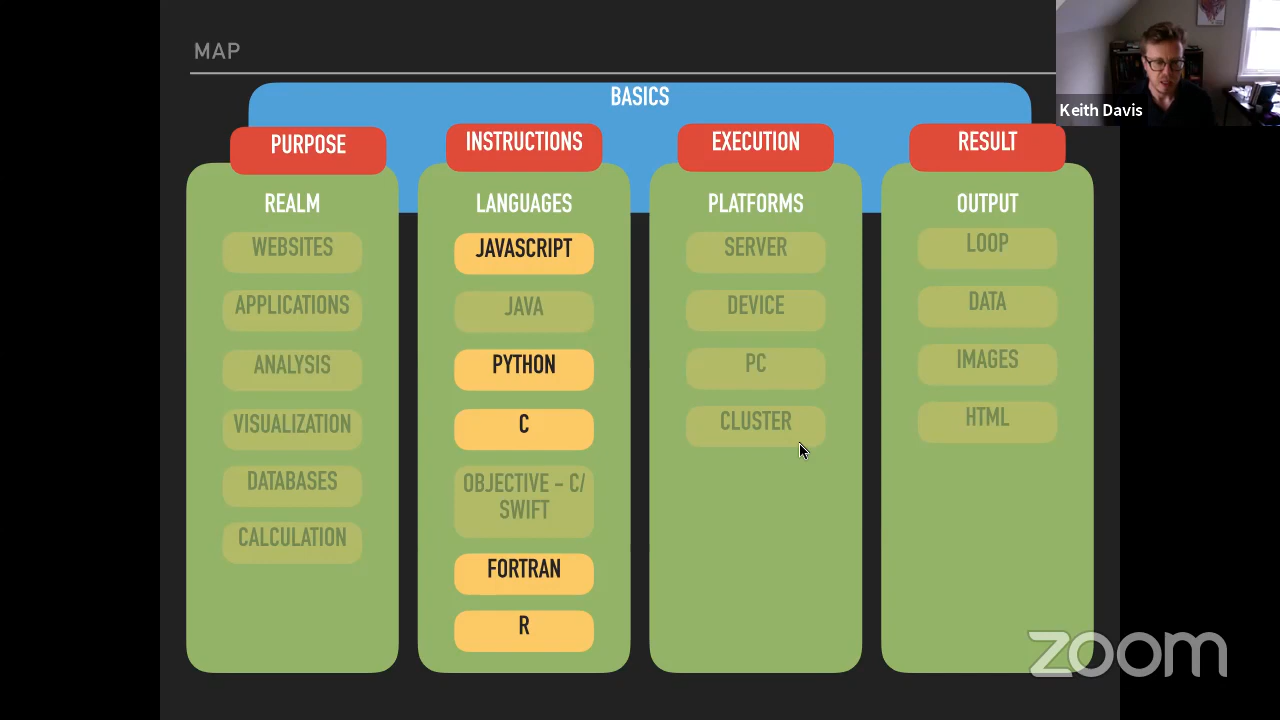 MAP
Keith Davis
BASICS
PURPOSE
INSTRUCTIONS
EXECUTION
RESULT
REALM
WEBSITES
APPLICATIONS
ANALYSIS
VISUALIZATION
DATABASES
CALCULATION
LANGUAGES
JAVASCRIPT
JAVA
PYTHON
C
OBJECTIVE - C/
SWIFT
FORTRAN
R
PLATFORMS
SERVER
DEVICE
PC
CLUSTER
OUTPUT
LOOP
DATA
IMAGES
HTML
zoom